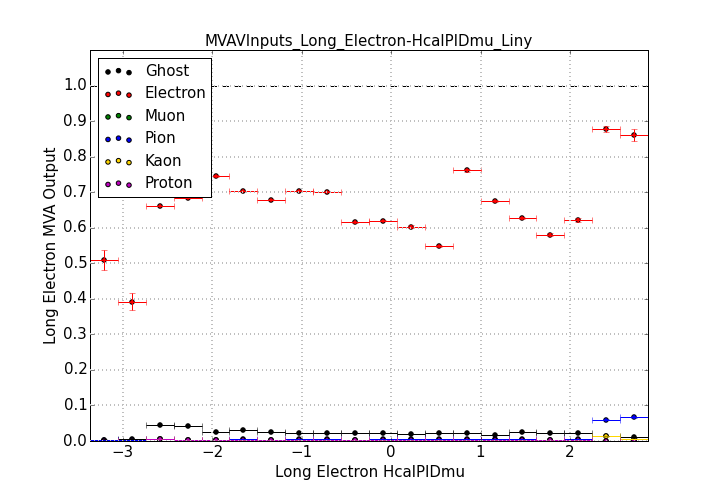 MVAVInputs_Long_Electron-HcalPIDmu_Liny
Ghost
Electron
Muon
Pion
Kaon
Proton
Long Electron MVA Output
1.0
0.9
0.8
0.7
0.6
0.5
0.4
0.3
0.2
0.1
0.0
−3 −2 −1 0 1 2
Long Electron HcalPIDmu